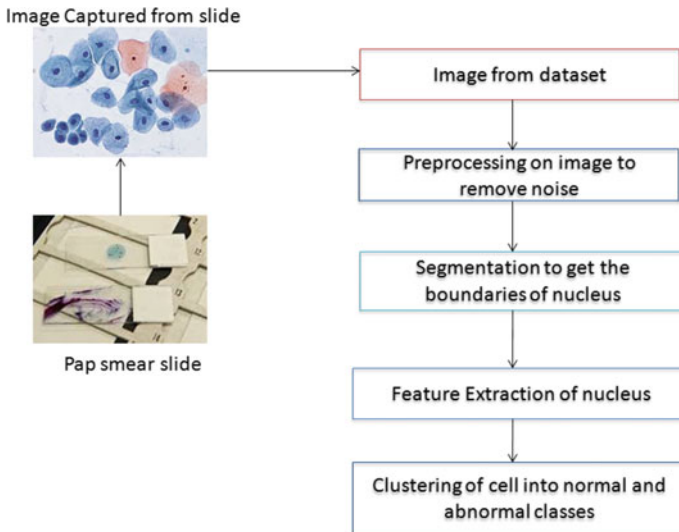 Image Captured from slide
Pap smear slide
Image from dataset
Preprocessing on image to
remove noise
Segmentation to get the
boundaries of nucleus
Feature Extraction of nucleus
Clustering of cell into normal and
abnormal classes